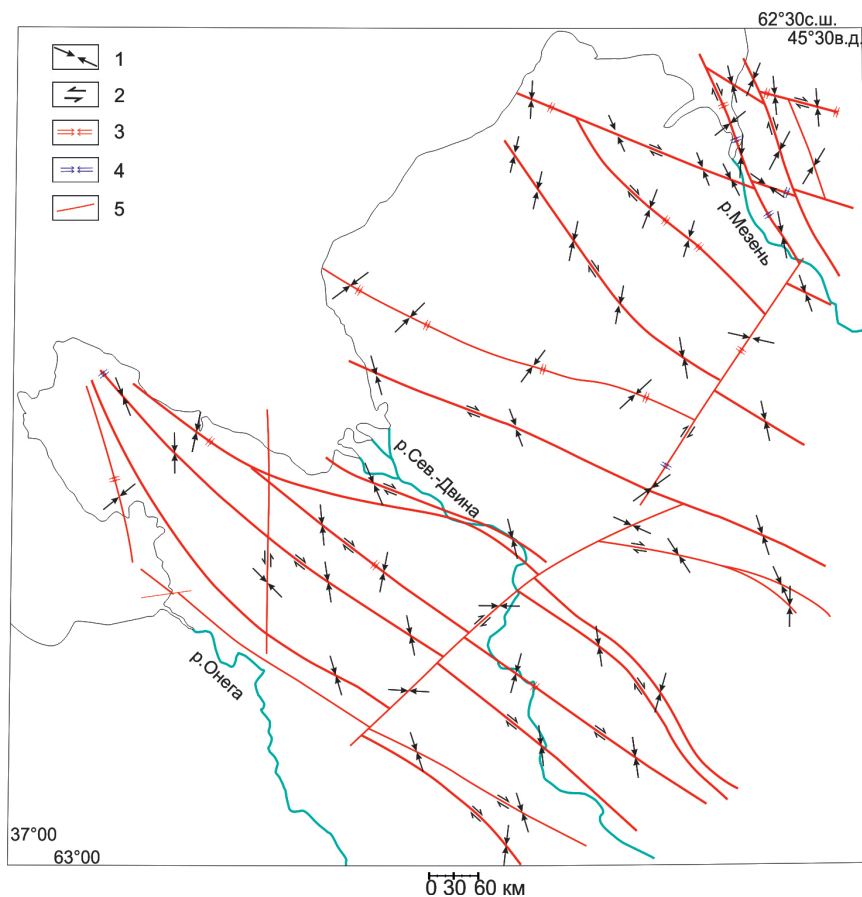 62°30с.ш.
45°30в.д.
1
2
3
4
5
р.Мезень
р.Сев.-Двина
р.Онега
37°00
63°00
0 30 60 км